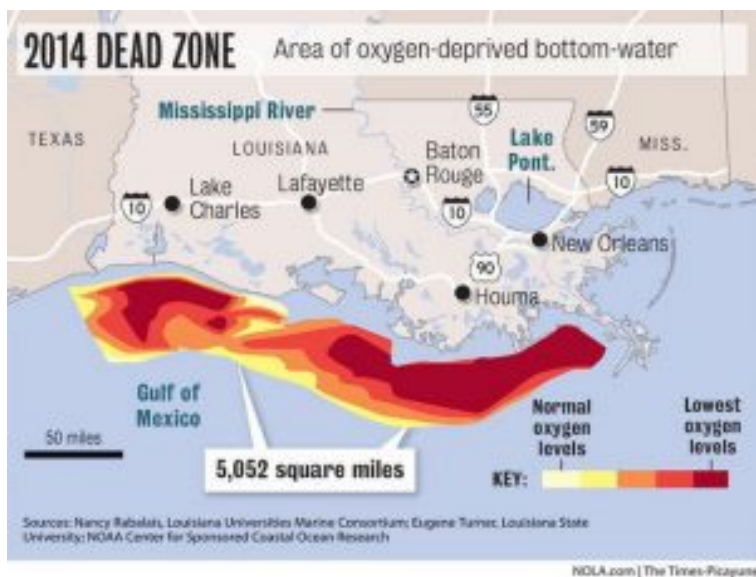 2014 DEAD ZONE Area of oxygen-deprived bottom-water
Mississippi River
55
59
TEXAS
LOUISIANA
Baton
Rouge
Lake
Pont.
MISS.
Lake
Charles
Lafayette
10
10
10
New Orleans
90
Houma
Gulf of
Mexico
50 miles
5,052 square miles
Normal
oxygen
levels
Lowest
oxygen
levels
KEY:
Sources: Nancy Rabalais, Louisiana Universities Marine Consortium; Eugene Turner, Louisiana State
University; NOAA Center for Sponsored Coastal Ocean Research
NOLA.com | The Times-Picayune